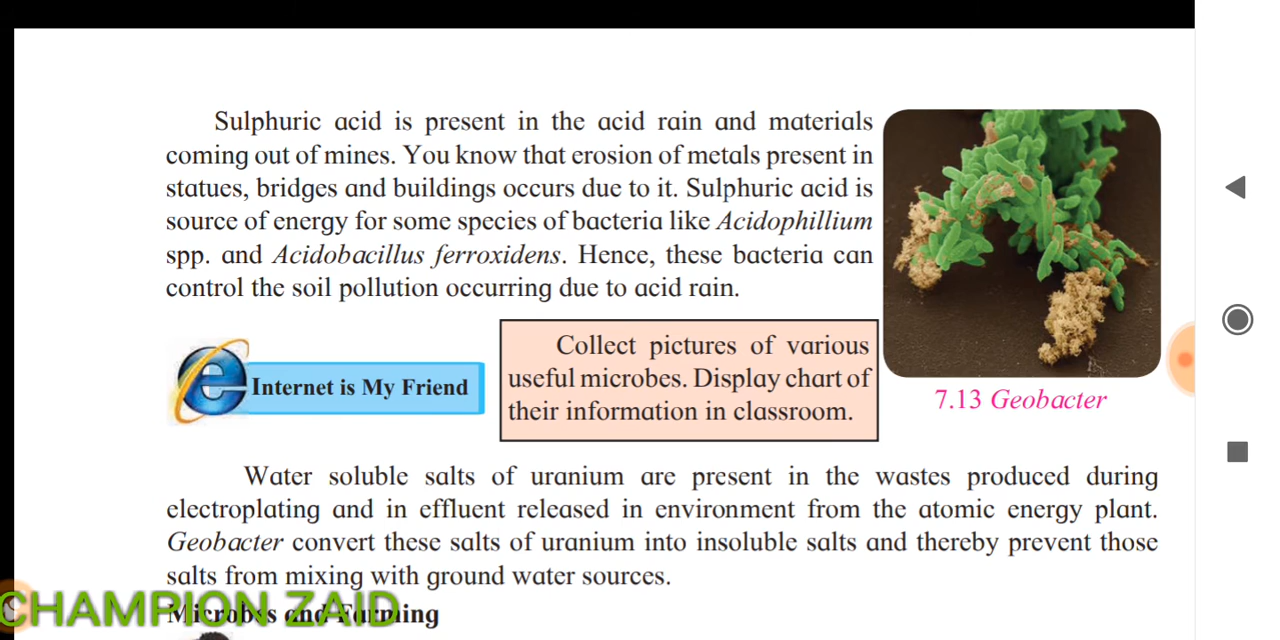 Sulphuric acid is present in the acid rain and materials
coming out of mines. You know that erosion of metals present in
statues, bridges and buildings occurs due to it. Sulphuric acid is
source of energy for some species of bacteria like Acidophillium
spp. and Acidobacillus ferroxidens. Hence, these bacteria can
control the soil pollution occurring due to acid rain.
7.13 Geobacter
Internet is My Friend
Collect pictures of various
useful microbes. Display chart of
their information in classroom.
Water soluble salts of uranium are present in the wastes produced during
electroplating and in effluent released in environment from the atomic energy plant.
Geobacter convert these salts of uranium into insoluble salts and thereby prevent those
salts from mixing with ground water sources.
Microbes and Farming
CHAMPION ZAID